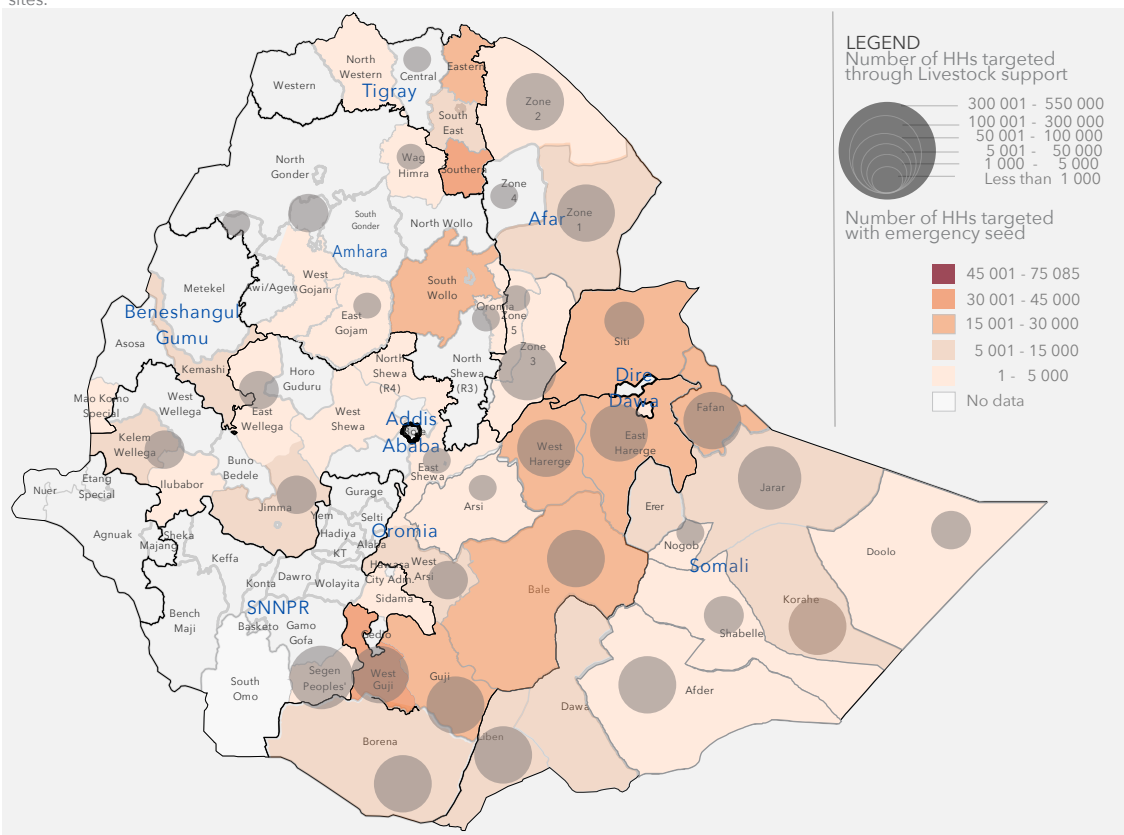 sites.
LEGEND
Number of HHs targeted
through Livestock support
300 001 - 550 000
100 001 - 300 000
50 001 - 100 000
5 001 - 50 000
1 000 - 5 000
Less than 1 000
Number of HHs targeted
with emergency seed
45 001 - 75 085
30 001 - 45 000
15 001 - 30 000
5 001 - 15 000
1 - 5 000
No data
Western
North
Western
Central
Eastern
Tigray
South
East
Southern
Zone
2
North
Gonder
Wag
Himra
Zone
4
Afar
Zone
1
South
Gonder
North Wollo
Amhara
Metekel
Awi/Agew
West
Gojam
South
Wollo
East
Gojam
Oromia
Zone
5
Beneshangul
Gumu
Asosa
Kemashi
Zone
3
Siti
Horo
Guduru
North
Shewa
(R4)
North
Shewa
(R3)
Dire
Dawa
Mao Komo
Special
West
Wellega
East
Wellega
West
Shewa
Addis
Ababa
Fafan
Kelem
Wellega
West
Harerge
East
Harerge
Buno
Bedele
East
Shewa
Nuer
Etang
Special
Ilubabor
Jimma
Gurage
Arsi
Erer
Jarar
Yem
Selti
Agnuak
Sheka
Majang
Hadiya
Alaba
KT
Oromia
Nogob
Doolo
Keffa
Hawasa
City Adm.
West
Arsi
Somali
Konta
Dawro
Wolayita
Sidama
Bale
Korahe
SNNPR
Bench
Maji
Basketo
Gamo
Gofa
Gedio
Shabelle
South
Omo
Segen
Peoples'
West
Guji
Guji
Afder
Dawa
Borena
Liben